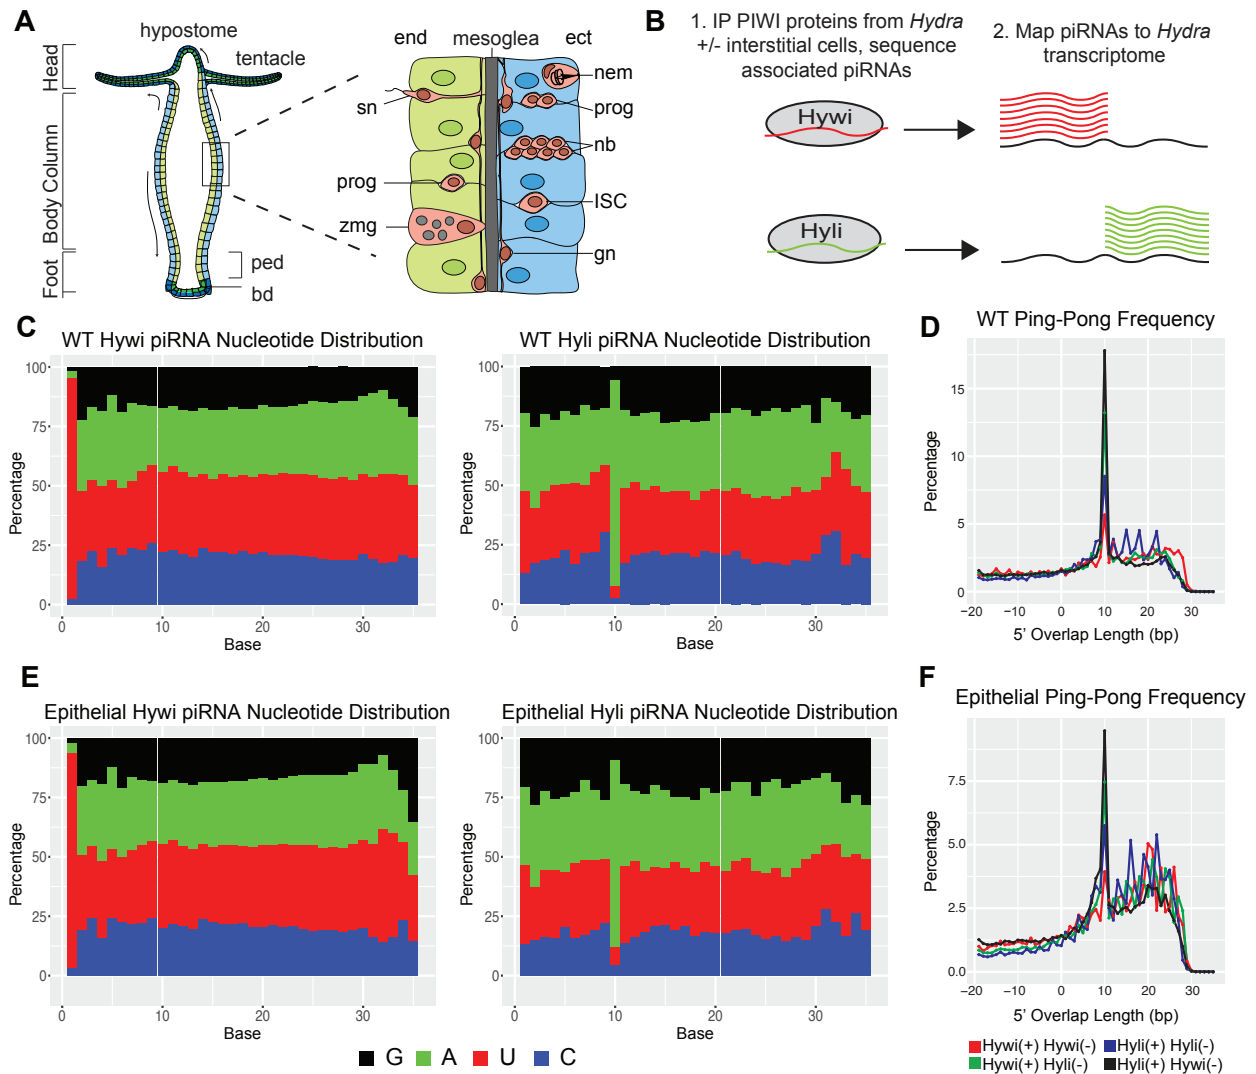 A
hypostome
tentacle
Head
Body Column
Foot
ped
bd
end
mesoglea
ect
sn
prog
zmg
nem
prog
nb
ISC
gn
B
1. IP PIWI proteins from Hydra
+/- interstitial cells, sequence
associated piRNAs
2. Map piRNAs to Hydra
transcriptome
Hywi
Hyli
C
WT Hywi piRNA Nucleotide Distribution
Percentage
100
75
50
25
0
0
10
20
30
Base
WT Hyli piRNA Nucleotide Distribution
Percentage
100
75
50
25
0
0
10
20
30
Base
D
WT Ping-Pong Frequency
Percentage
15
10
5
0
−20
−10
0
10
20
30
5' Overlap Length (bp)
E
Epithelial Hywi piRNA Nucleotide Distribution
Percentage
100
75
50
25
0
0
10
20
30
Base
Epithelial Hyli piRNA Nucleotide Distribution
Percentage
100
75
50
25
0
0
10
20
30
Base
G A U C
F
Epithelial Ping-Pong Frequency
Percentage
7.5
5.0
2.5
0.0
−20
−10
0
10
20
30
5' Overlap Length (bp)
Hywi(+) Hywi(-)
Hyli(+) Hyli(-)
Hywi(+) Hyli(-)
Hyli(+) Hywi(-)